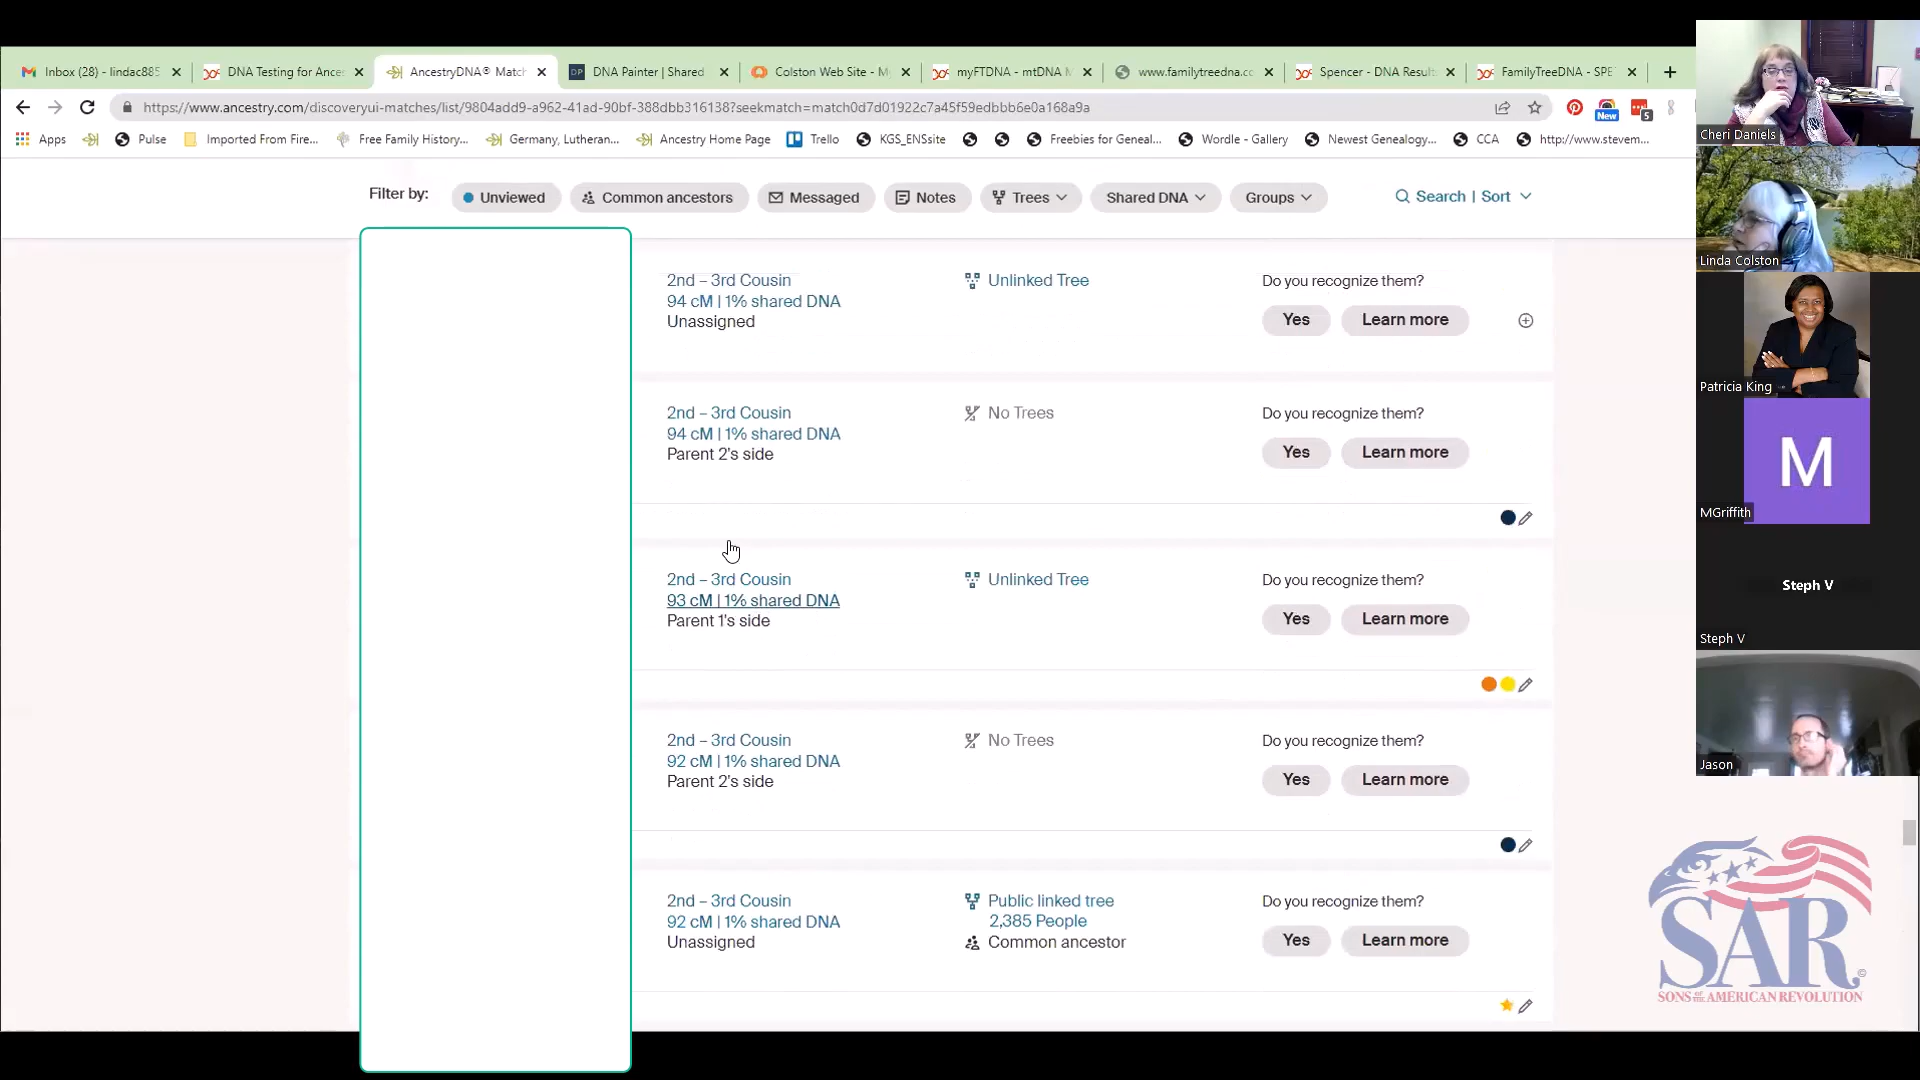 Inbox (28) - lindac885
DNA Testing for Ance
AncestryDNA® Match
DP
DNA Painter | Shared
Colston Web Site - M
myFTDNA - mtDNA M
www.familytreedna.co
Spencer - DNA Result
FamilyTreeDNA - SPE
https://www.ancestry.com/discoveryui-matches/list/9804add9-a962-41ad-90bf-388dbb316138?seekmatch=match0d7d01922c7a45f59edbbb6e0a168a9a
New
5
Apps
Pulse
Imported From Fire...
Free Family History...
Germany, Lutheran...
Ancestry Home Page
Trello
KGS_ENSsite
Freebies for Geneal...
Wordle - Gallery
Newest Genealogy...
CCA
http://www.stevem...
Filter by:
Unviewed
Common ancestors
Messaged
Notes
Trees
Shared DNA
Groups
Search | Sort
2nd – 3rd Cousin
94 cM | 1% shared DNA
Unassigned
Unlinked Tree
Do you recognize them?
Yes
Learn more
2nd – 3rd Cousin
94 cM | 1% shared DNA
Parent 2's side
No Trees
Do you recognize them?
Yes
Learn more
2nd – 3rd Cousin
93 cM | 1% shared DNA
Parent 1's side
Unlinked Tree
Do you recognize them?
Yes
Learn more
2nd – 3rd Cousin
92 cM | 1% shared DNA
Parent 2's side
No Trees
Do you recognize them?
Yes
Learn more
2nd – 3rd Cousin
92 cM | 1% shared DNA
Unassigned
Public linked tree
2,385 People
Common ancestor
Do you recognize them?
Yes
Learn more
Cheri Daniels
Linda Colston
Patricia King
M
MGriffith
Steph V
Steph V
Jason
SAR
SONS OF THE AMERICAN REVOLUTION